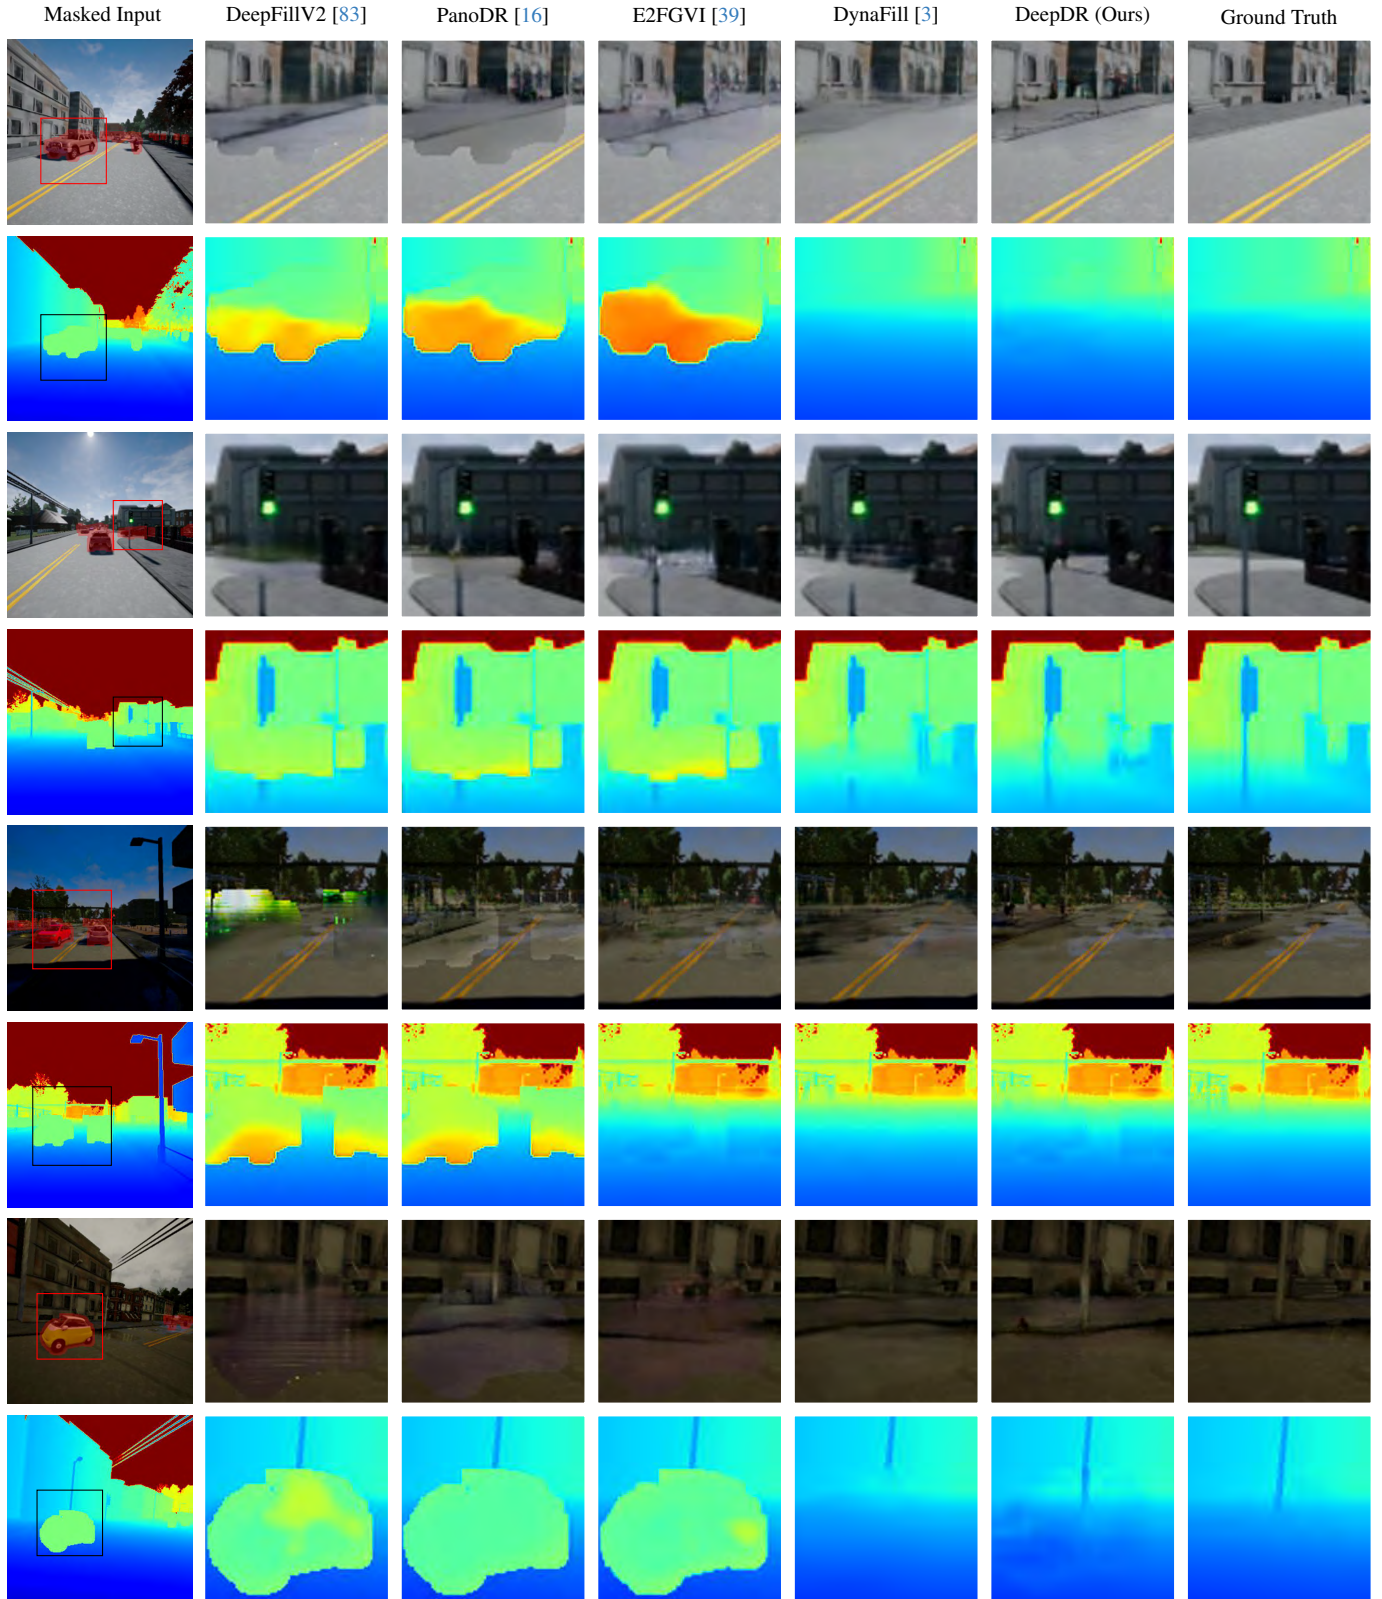 Masked Input DeepFillV2 [83] PanoDR [16] E2FGVI [39] DynaFill [3] DeepDR (Ours) Ground Truth